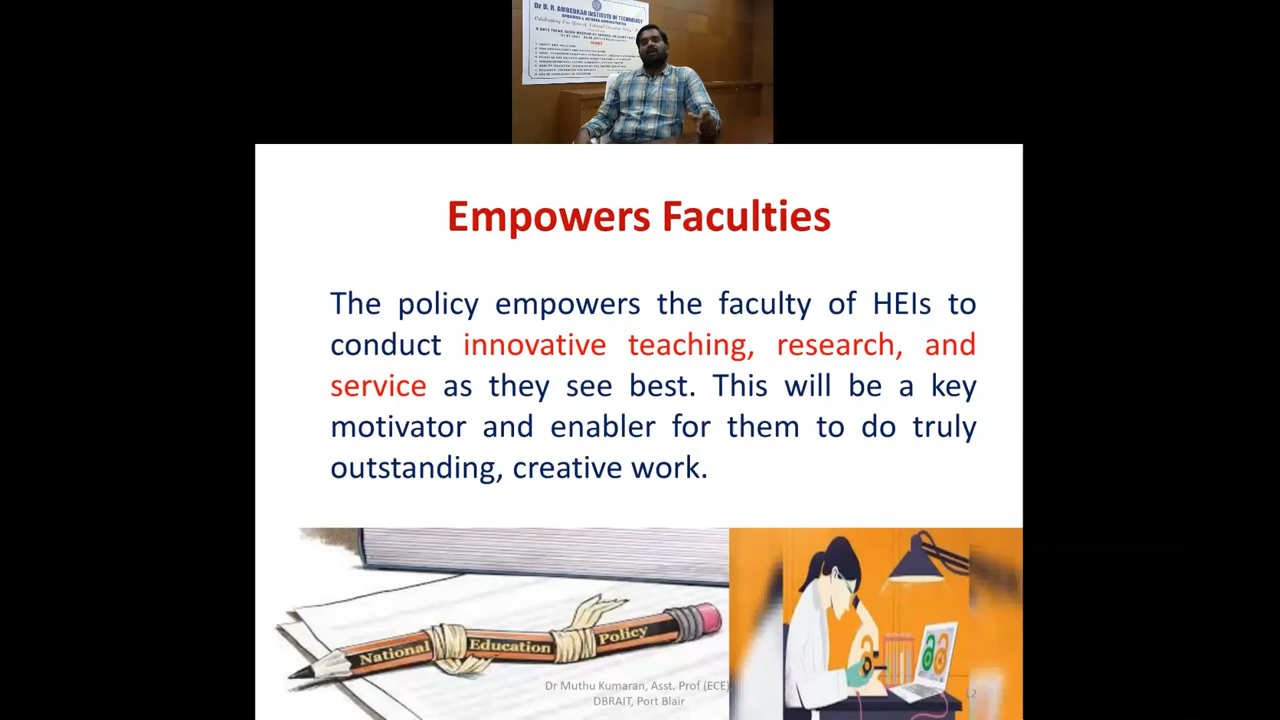 Dr B. R. AMBEDKAR INSTITUTE OF TECHNOLOGY
Empowers Faculties
The policy empowers the faculty of HEIs to
conduct innovative teaching, research, and
service as they see best. This will be a key
motivator and enabler for them to do truly
outstanding, creative work.
National Education Policy
Dr Muthu Kumaran, Asst. Prof (ECE)
DBRAIT, Port Blair
12